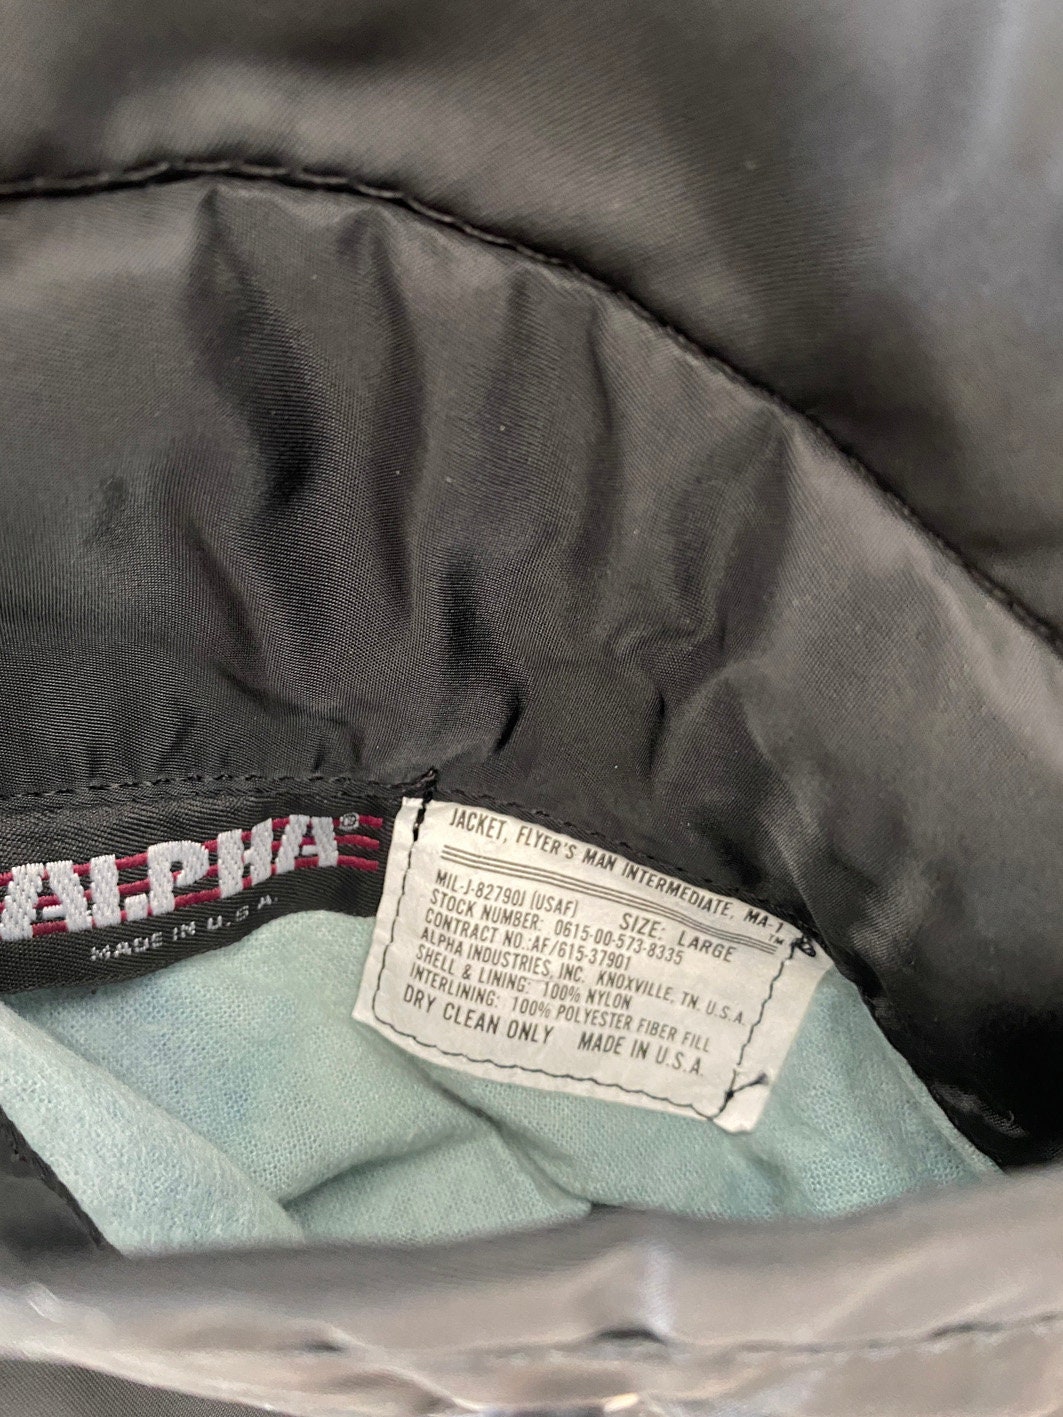 ALPHA®
MADE IN U.S.A.
JACKET, FLYER'S MAN INTERMEDIATE, MA-1™
MIL-J-82790J (USAF) SIZE: LARGE
STOCK NUMBER: 0615-00-573-8335
CONTRACT NO.:AF/615-37901
ALPHA INDUSTRIES, INC. KNOXVILLE, TN. U.S.A.
SHELL & LINING: 100% NYLON
INTERLINING: 100% POLYESTER FIBER FILL
DRY CLEAN ONLY MADE IN U.S.A.